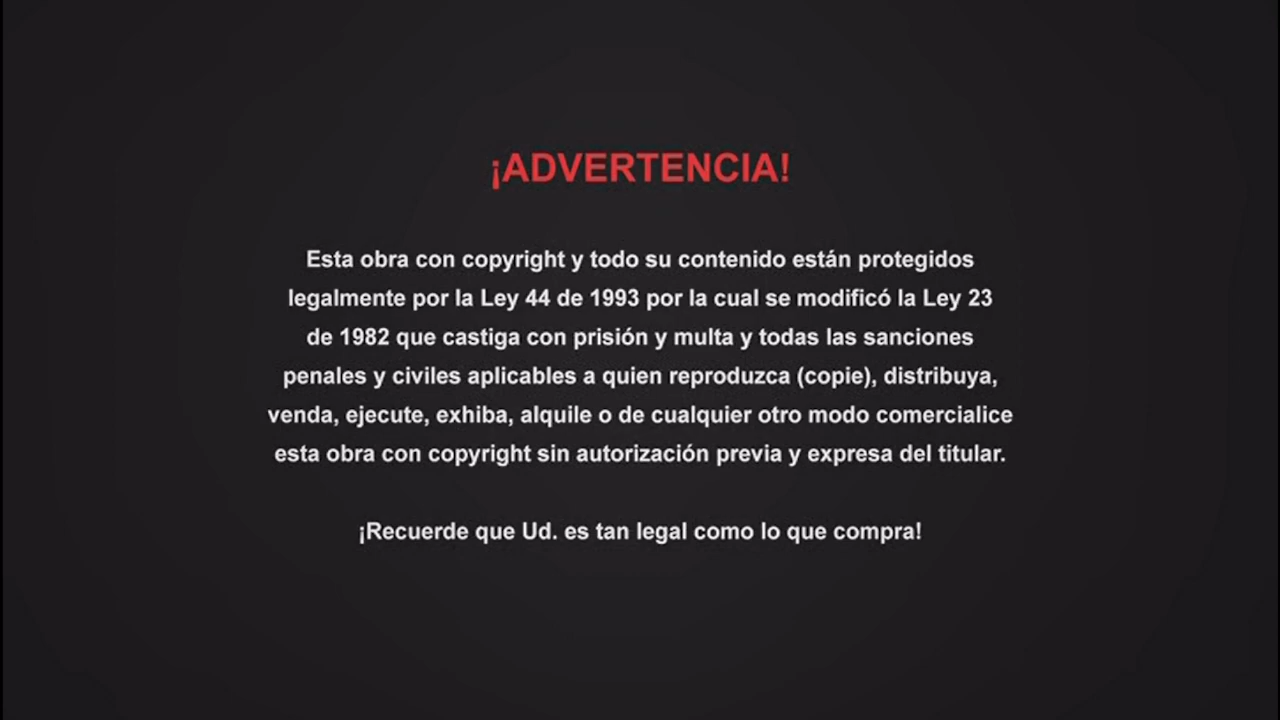 ¡ADVERTENCIA!
Esta obra con copyright y todo su contenido están protegidos
legalmente por la Ley 44 de 1993 por la cual se modificó la Ley 23
de 1982 que castiga con prisión y multa y todas las sanciones
penales y civiles aplicables a quien reproduzca (copie), distribuya,
venda, ejecute, exhiba, alquile o de cualquier otro modo comercialice
esta obra con copyright sin autorización previa y expresa del titular.
¡Recuerde que Ud. es tan legal como lo que compra!